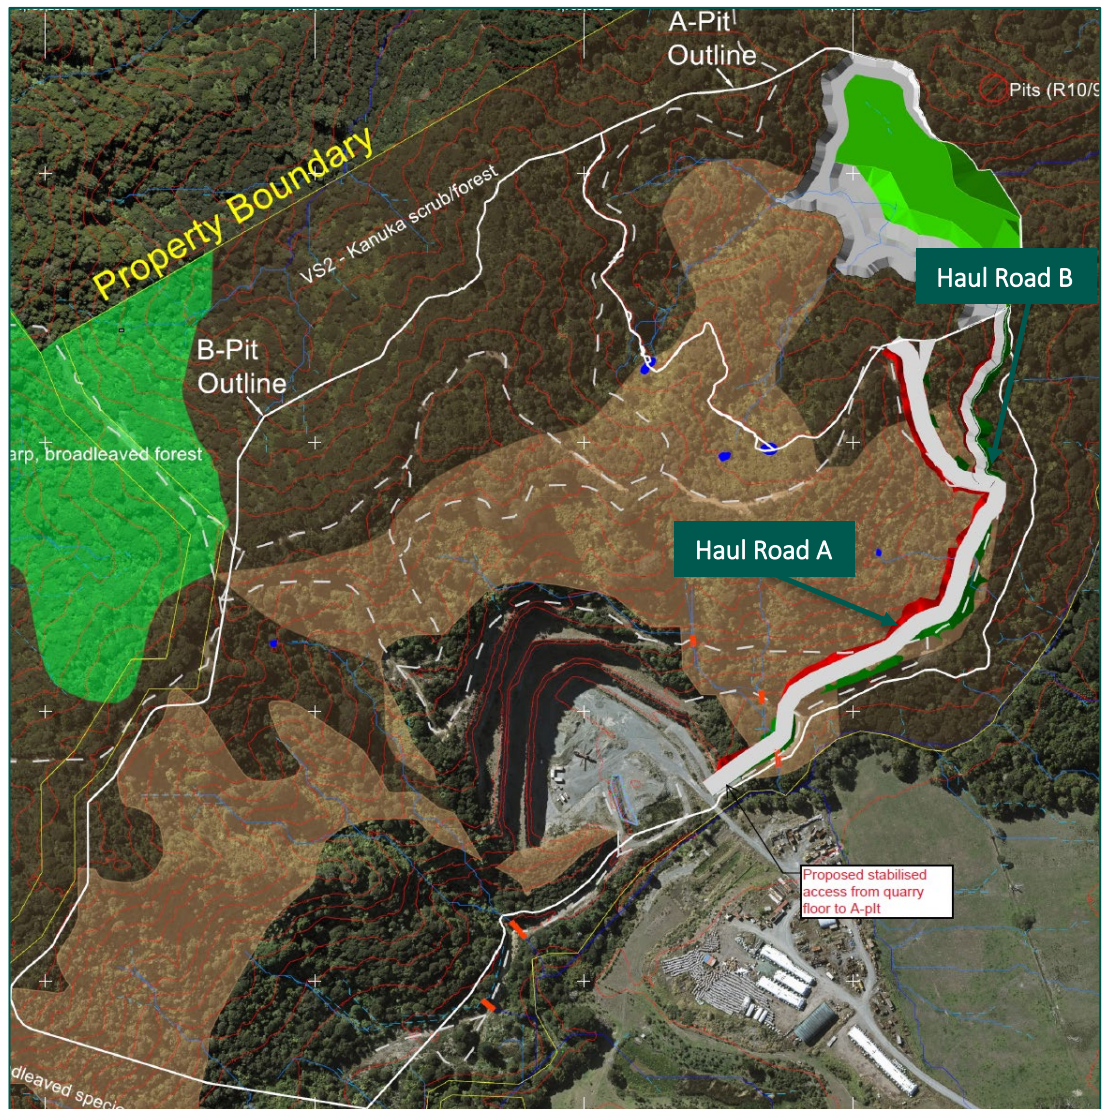 A-Pit
Outline
Pits (R10/9
Property Boundary
VS2 - Kanuka scrub/forest
Haul Road B
B-Pit
Outline
arp, broadleaved forest
Haul Road A
Proposed stabilised
access from quarry
floor to A-pIt
dleaved specie